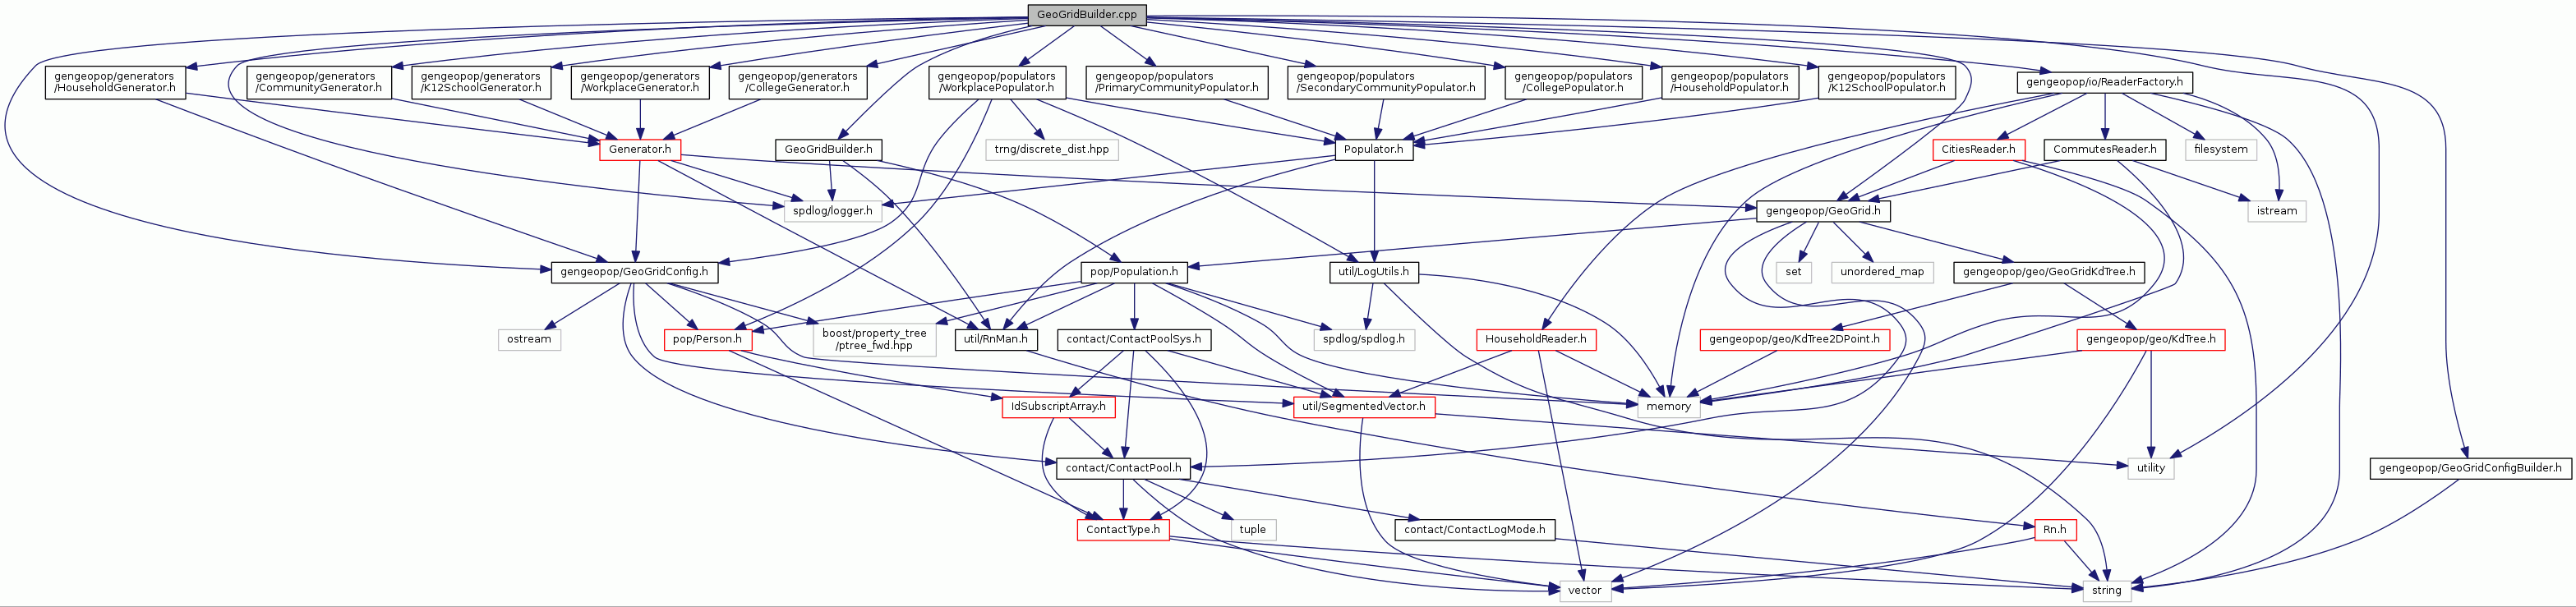 GeoGridBuilder.cpp
gengeopop/generators
/HouseholdGenerator.h
gengeopop/generators
/CommunityGenerator.h
gengeopop/generators
/K12SchoolGenerator.h
gengeopop/generators
/WorkplaceGenerator.h
gengeopop/generators
/CollegeGenerator.h
gengeopop/populators
/WorkplacePopulator.h
gengeopop/populators
/PrimaryCommunityPopulator.h
gengeopop/populators
/SecondaryCommunityPopulator.h
gengeopop/populators
/CollegePopulator.h
gengeopop/populators
/HouseholdPopulator.h
gengeopop/populators
/K12SchoolPopulator.h
gengeopop/io/ReaderFactory.h
Generator.h
GeoGridBuilder.h
trng/discrete_dist.hpp
Populator.h
CitiesReader.h
CommutesReader.h
filesystem
spdlog/logger.h
gengeopop/GeoGrid.h
istream
gengeopop/GeoGridConfig.h
pop/Population.h
util/LogUtils.h
set
unordered_map
gengeopop/geo/GeoGridKdTree.h
ostream
pop/Person.h
boost/property_tree
/ptree_fwd.hpp
util/RnMan.h
contact/ContactPoolSys.h
spdlog/spdlog.h
HouseholdReader.h
gengeopop/geo/KdTree2DPoint.h
gengeopop/geo/KdTree.h
IdSubscriptArray.h
util/SegmentedVector.h
memory
contact/ContactPool.h
utility
gengeopop/GeoGridConfigBuilder.h
ContactType.h
tuple
contact/ContactLogMode.h
Rn.h
vector
string